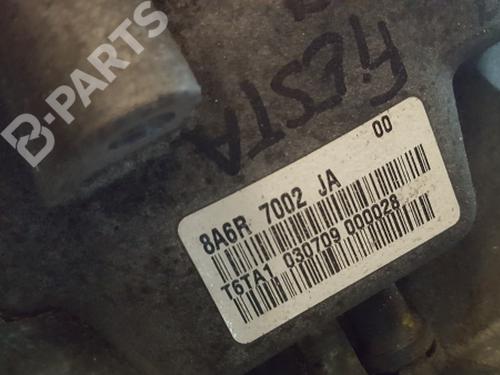 B-PARTS
FiESTA
00
8A6R 7002 JA
T6TA1 030709 000028